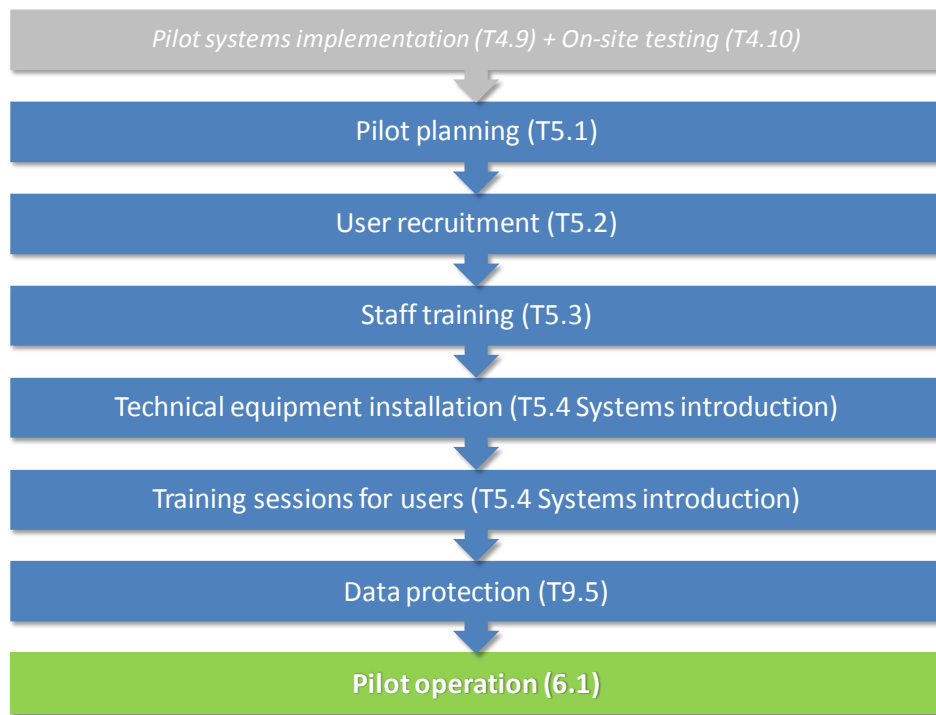 Pilot systems implementation (T4.9) + On-site testing (T4.10)
Pilot planning (T5.1)
User recruitment (T5.2)
Staff training (T5.3)
Technical equipment installation (T5.4 Systems introduction)
Training sessions for users (T5.4 Systems introduction)
Data protection (T9.5)
Pilot operation (6.1)